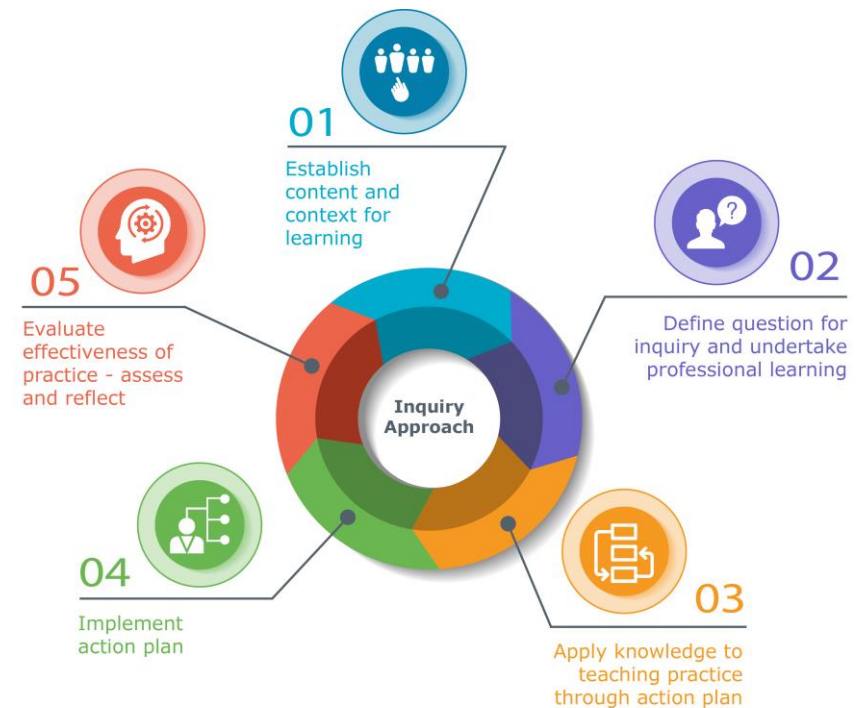 01
Establish
content and
context for
learning
02
Define question for
inquiry and undertake
professional learning
03
Apply knowledge to
teaching practice
through action plan
04
Implement
action plan
05
Evaluate
effectiveness of
practice - assess
and reflect
Inquiry
Approach
?